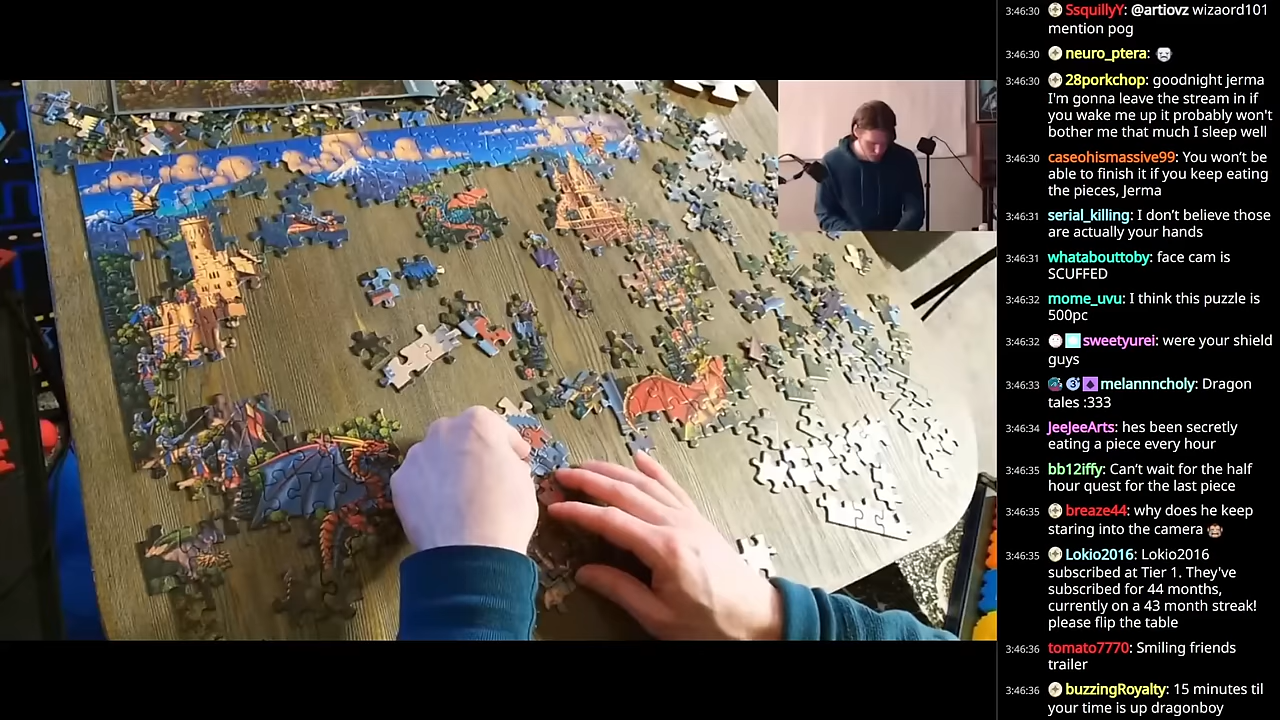 3:46:30 SsquillyY: @artiovz wizaord101
mention pog
3:46:30 neuro_ptera:
3:46:30 28porkchop: goodnight jerma
I'm gonna leave the stream in if
you wake me up it probably won't
bother me that much I sleep well
3:46:30 caseohismassive99: You won't be
able to finish it if you keep eating
the pieces, Jerma
3:46:31 serial_killing: I don't believe those
are actually your hands
3:46:31 whatabouttoby: face cam is
SCUFFED
3:46:32 mome_uvu: I think this puzzle is
500pc
3:46:32 sweetyurei: were your shield
guys
3:46:33 3 melannncholy: Dragon
tales :333
3:46:34 JeeJeeArts: hes been secretly
eating a piece every hour
3:46:35 bb12iffy: Can't wait for the half
hour quest for the last piece
3:46:35 breaze44: why does he keep
staring into the camera
3:46:35 Lokio2016: Lokio2016
subscribed at Tier 1. They've
subscribed for 44 months,
currently on a 43 month streak!
please flip the table
3:46:36 tomato7770: Smiling friends
trailer
3:46:36 buzzingRoyalty: 15 minutes til
your time is up dragonboy